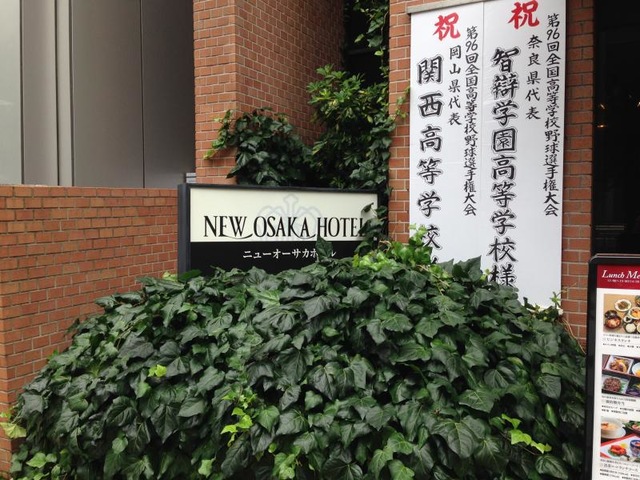 NEW OSAKA HOTEL
ニューオーサカホテル
祝
第96回全国高等学校野球選手権大会
奈良県代表
智辯学園高等学校様
祝
第96回全国高等学校野球選手権大会
岡山県代表
関西高等学校
Lunch Me